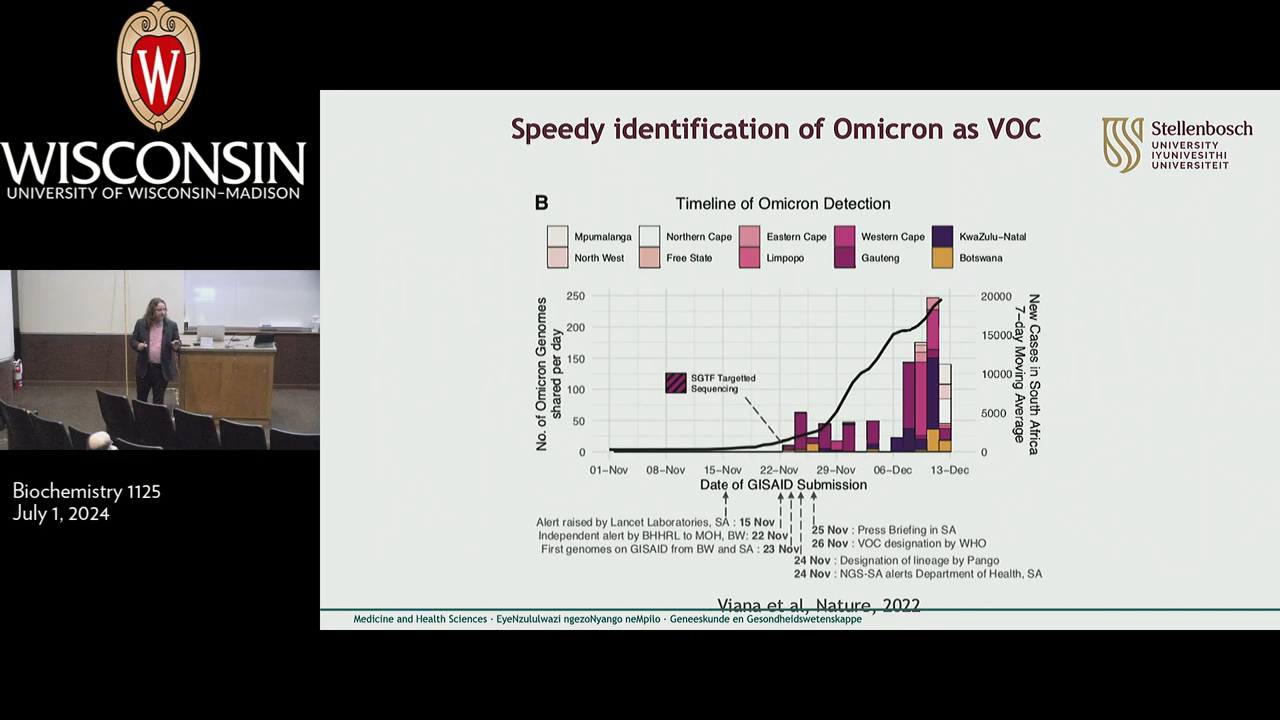 W
WISCONSIN
UNIVERSITY OF WISCONSIN–MADISON
Biochemistry 1125
July 1, 2024
Speedy identification of Omicron as VOC
Stellenbosch
UNIVERSITY
IYUNIVESITHI
UNIVERSITEIT
B
Timeline of Omicron Detection
Mpumalanga
Northern Cape
Eastern Cape
Western Cape
KwaZulu–Natal
North West
Free State
Limpopo
Gauteng
Botswana
No. of Omicron Genomes
shared per day
250
200
150
100
50
0
SGTF Targetted
Sequencing
20000
15000
10000
5000
0
New Cases in South Africa
7–day Moving Average
01–Nov 08–Nov 15–Nov 22–Nov 29–Nov 06–Dec 13–Dec
Date of GISAID Submission
Alert raised by Lancet Laboratories, SA : 15 Nov
Independent alert by BHHRL to MOH, BW: 22 Nov
First genomes on GISAID from BW and SA : 23 Nov
25 Nov : Press Briefing in SA
26 Nov : VOC designation by WHO
24 Nov : Designation of lineage by Pango
24 Nov : NGS-SA alerts Department of Health, SA
Viana et al, Nature, 2022
Medicine and Health Sciences · EyeNzululwazi ngezoNyango neMpilo · Geneeskunde en Gesondheidswetenskappe